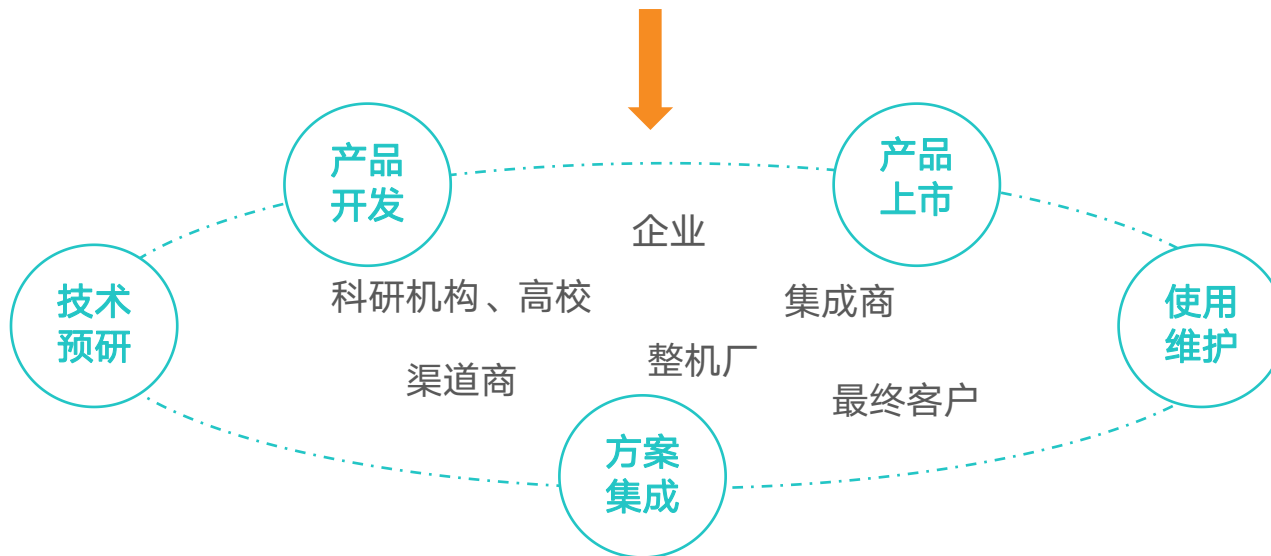 产品
开发
产品
上市
企业
科研机构、高校
集成商
技术
预研
使用
维护
整机厂
渠道商
最终客户
方案
集成